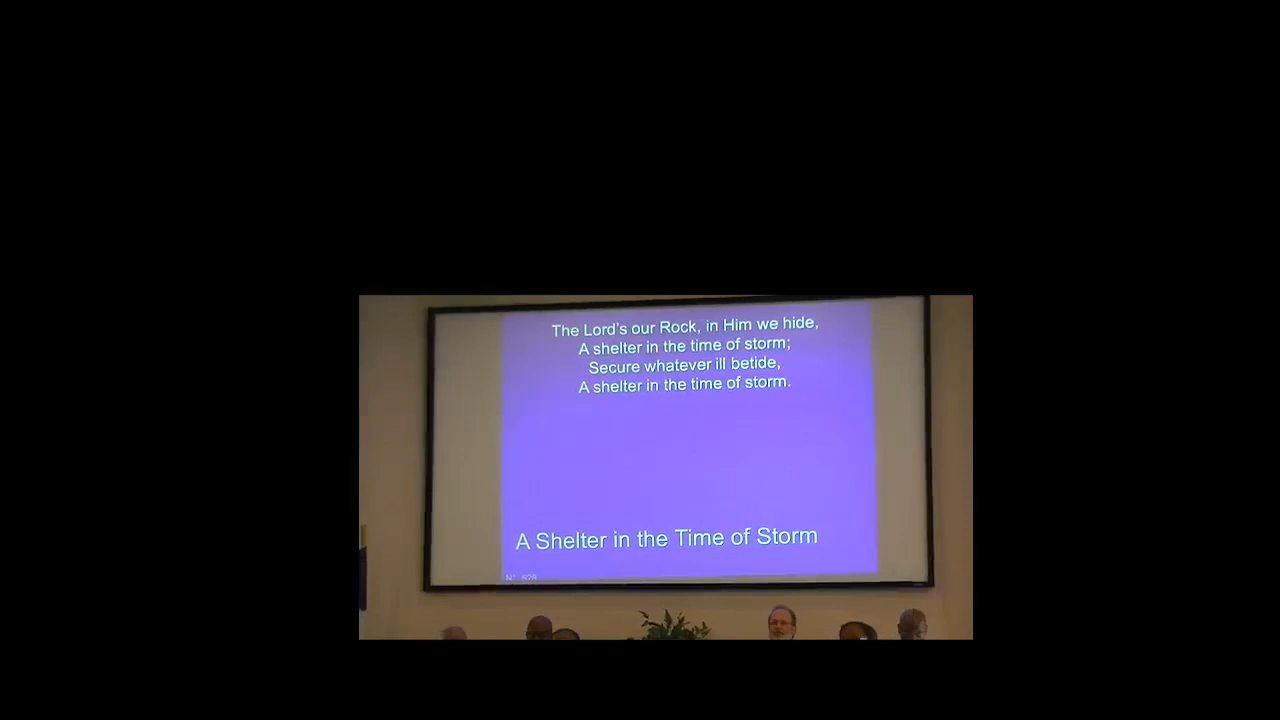 The Lord's our Rock, in Him we hide,
A shelter in the time of storm;
Secure whatever ill betide,
A shelter in the time of storm.
A Shelter in the Time of Storm